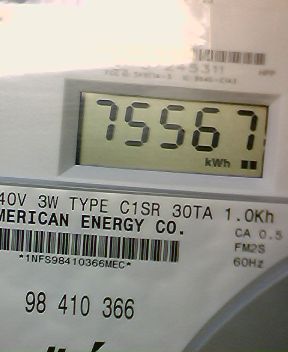 75567
kWh
40V 3W TYPE C1SR 30TA 1.0Kh
MERICAN ENERGY CO.
CA 0.5
FM2S
*1NFS98410366MEC*
60Hz
98 410 366